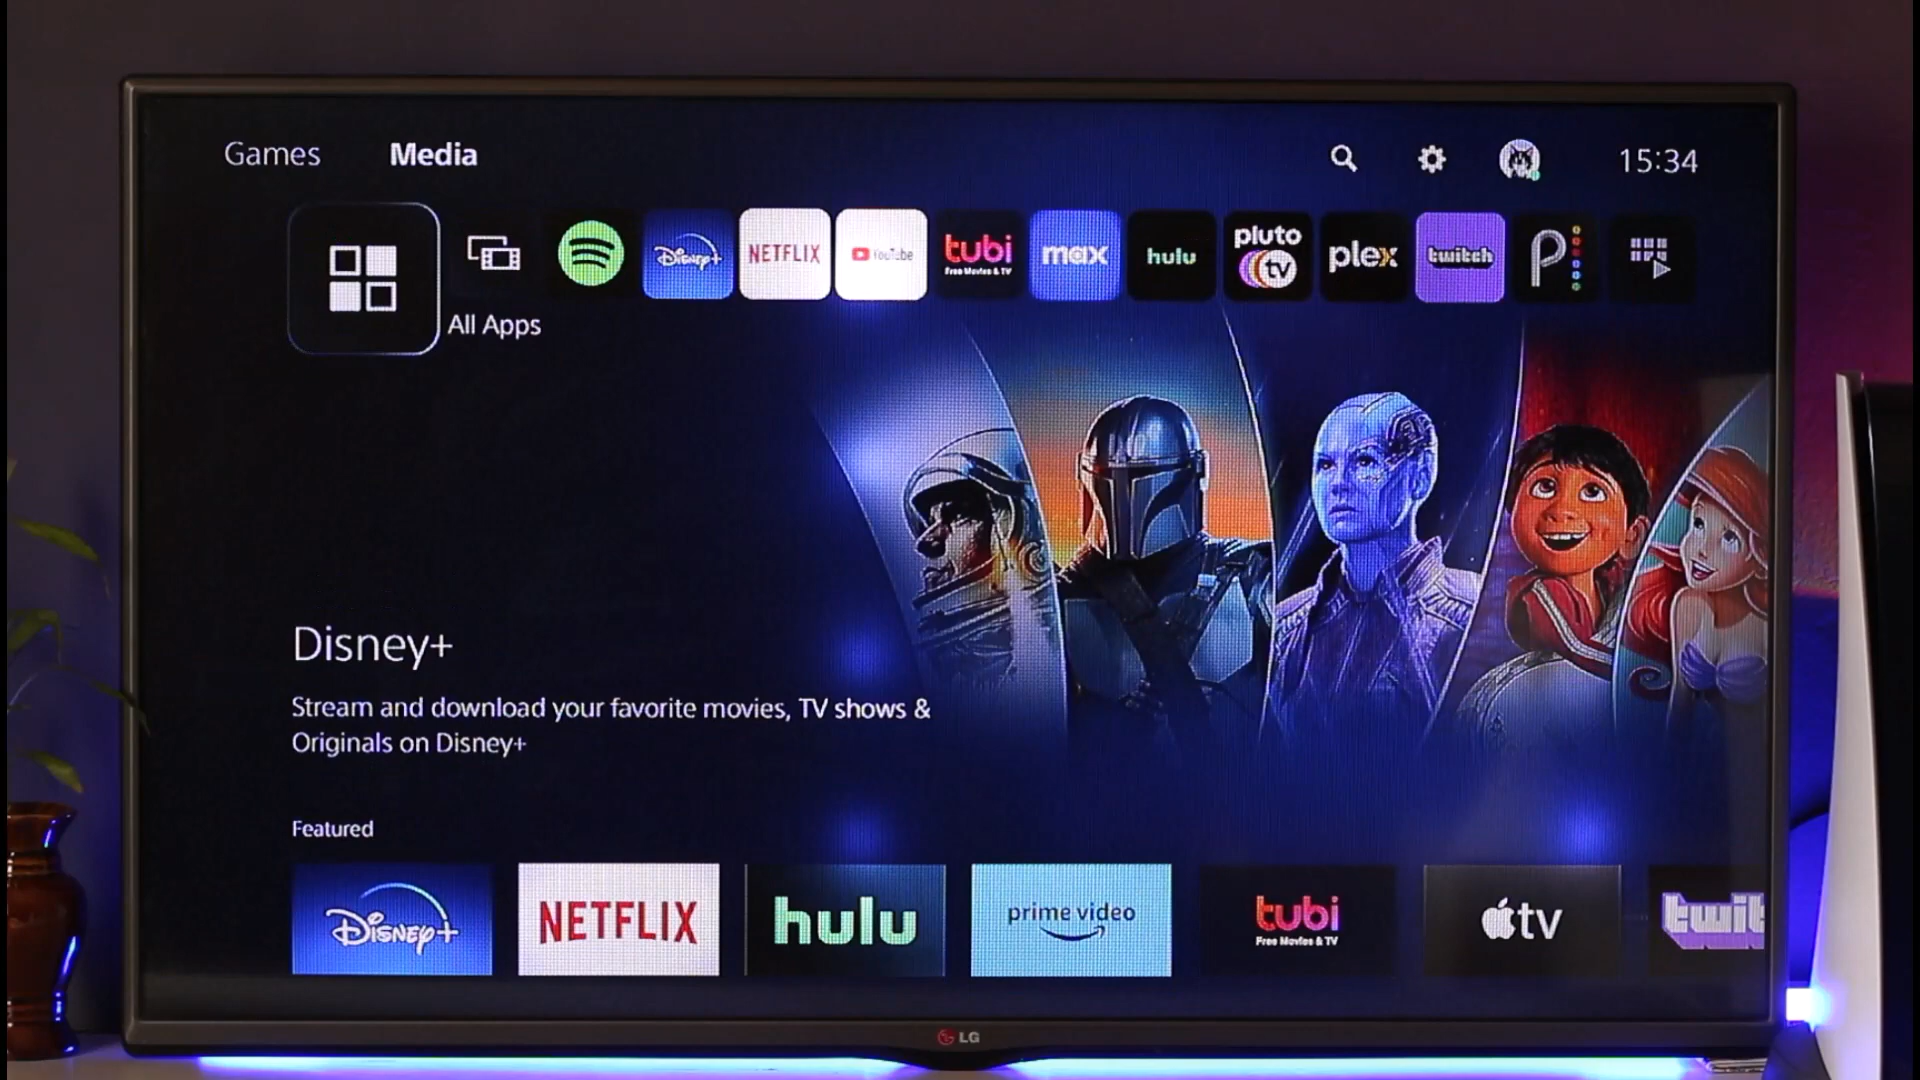 Games Media 15:34
Disney+ NETFLIX YouTube tubi max hulu pluto tv plex twitch P
Free Movies & TV
All Apps
Disney+
Stream and download your favorite movies, TV shows &
Originals on Disney+
Featured
Disney+ NETFLIX hulu prime video tubi tv twit
Free Movies & TV
LG